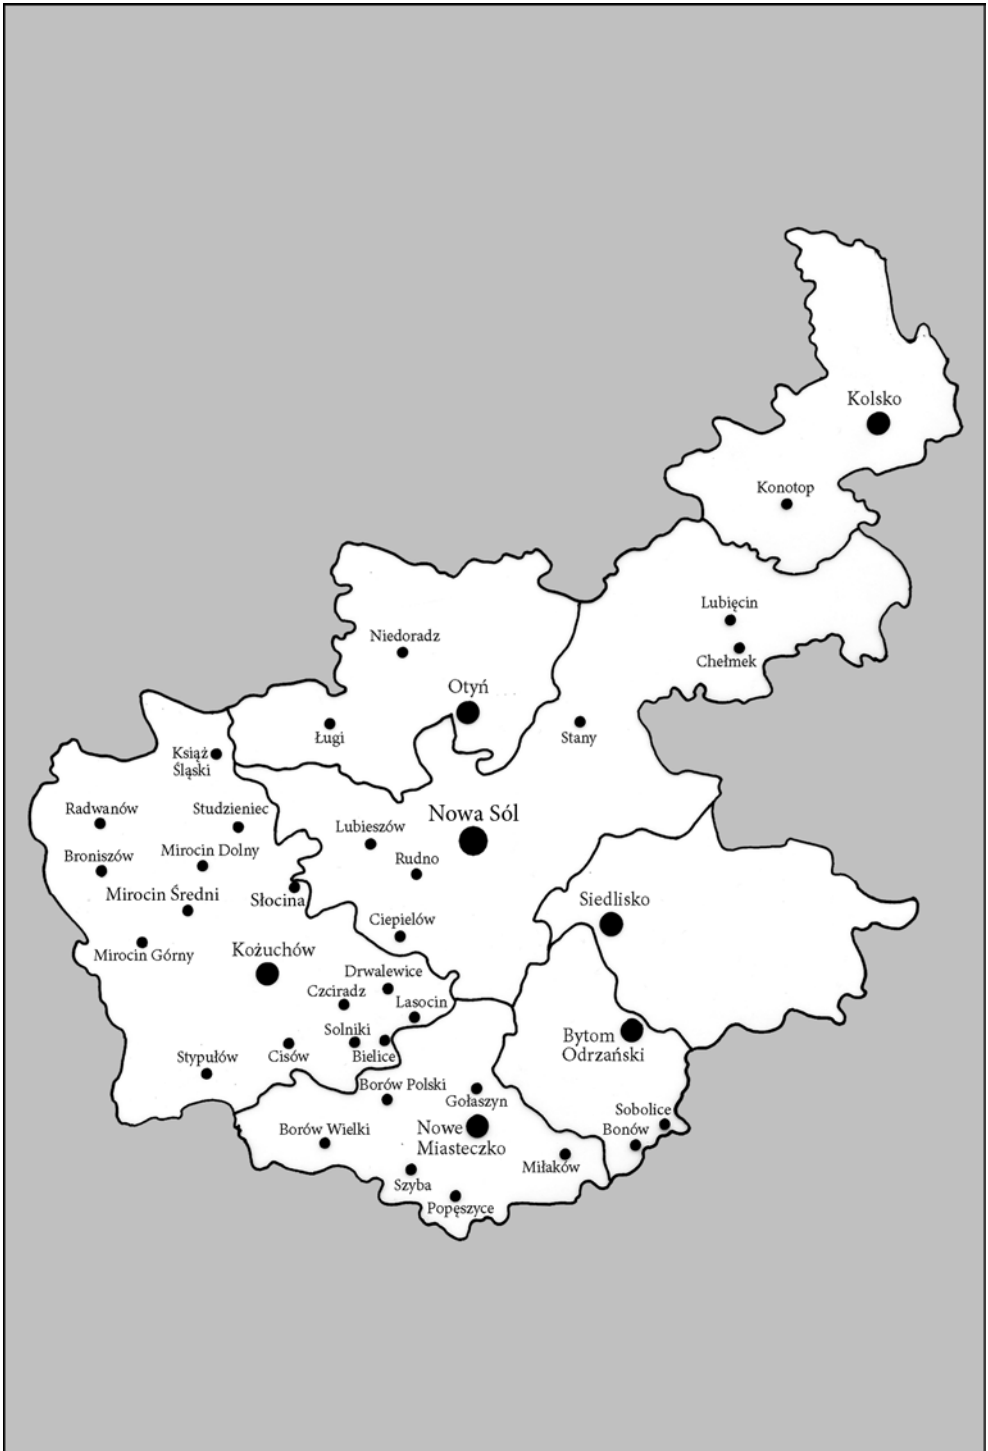 Kolsko
Konotop
Lubięcin
Chełmek
Niedoradz
Otyń
Ługi
Stany
Książ
Śląski
Radwanów
Studzieniec
Nowa Sól
Lubieszów
Broniszów
Mirocin Dolny
Rudno
Mirocin Średni
Słocina
Siedlisko
Ciepielów
Mirocin Górny
Kożuchów
Drwalewice
Czciradz
Lasocin
Solniki
Bytom
Odrzański
Stypułów
Cisów
Bielice
Borów Polski
Gołaszyn
Sobolice
Borów Wielki
Nowe
Miasteczko
Bonów
Miłaków
Szyba
Popęszyce